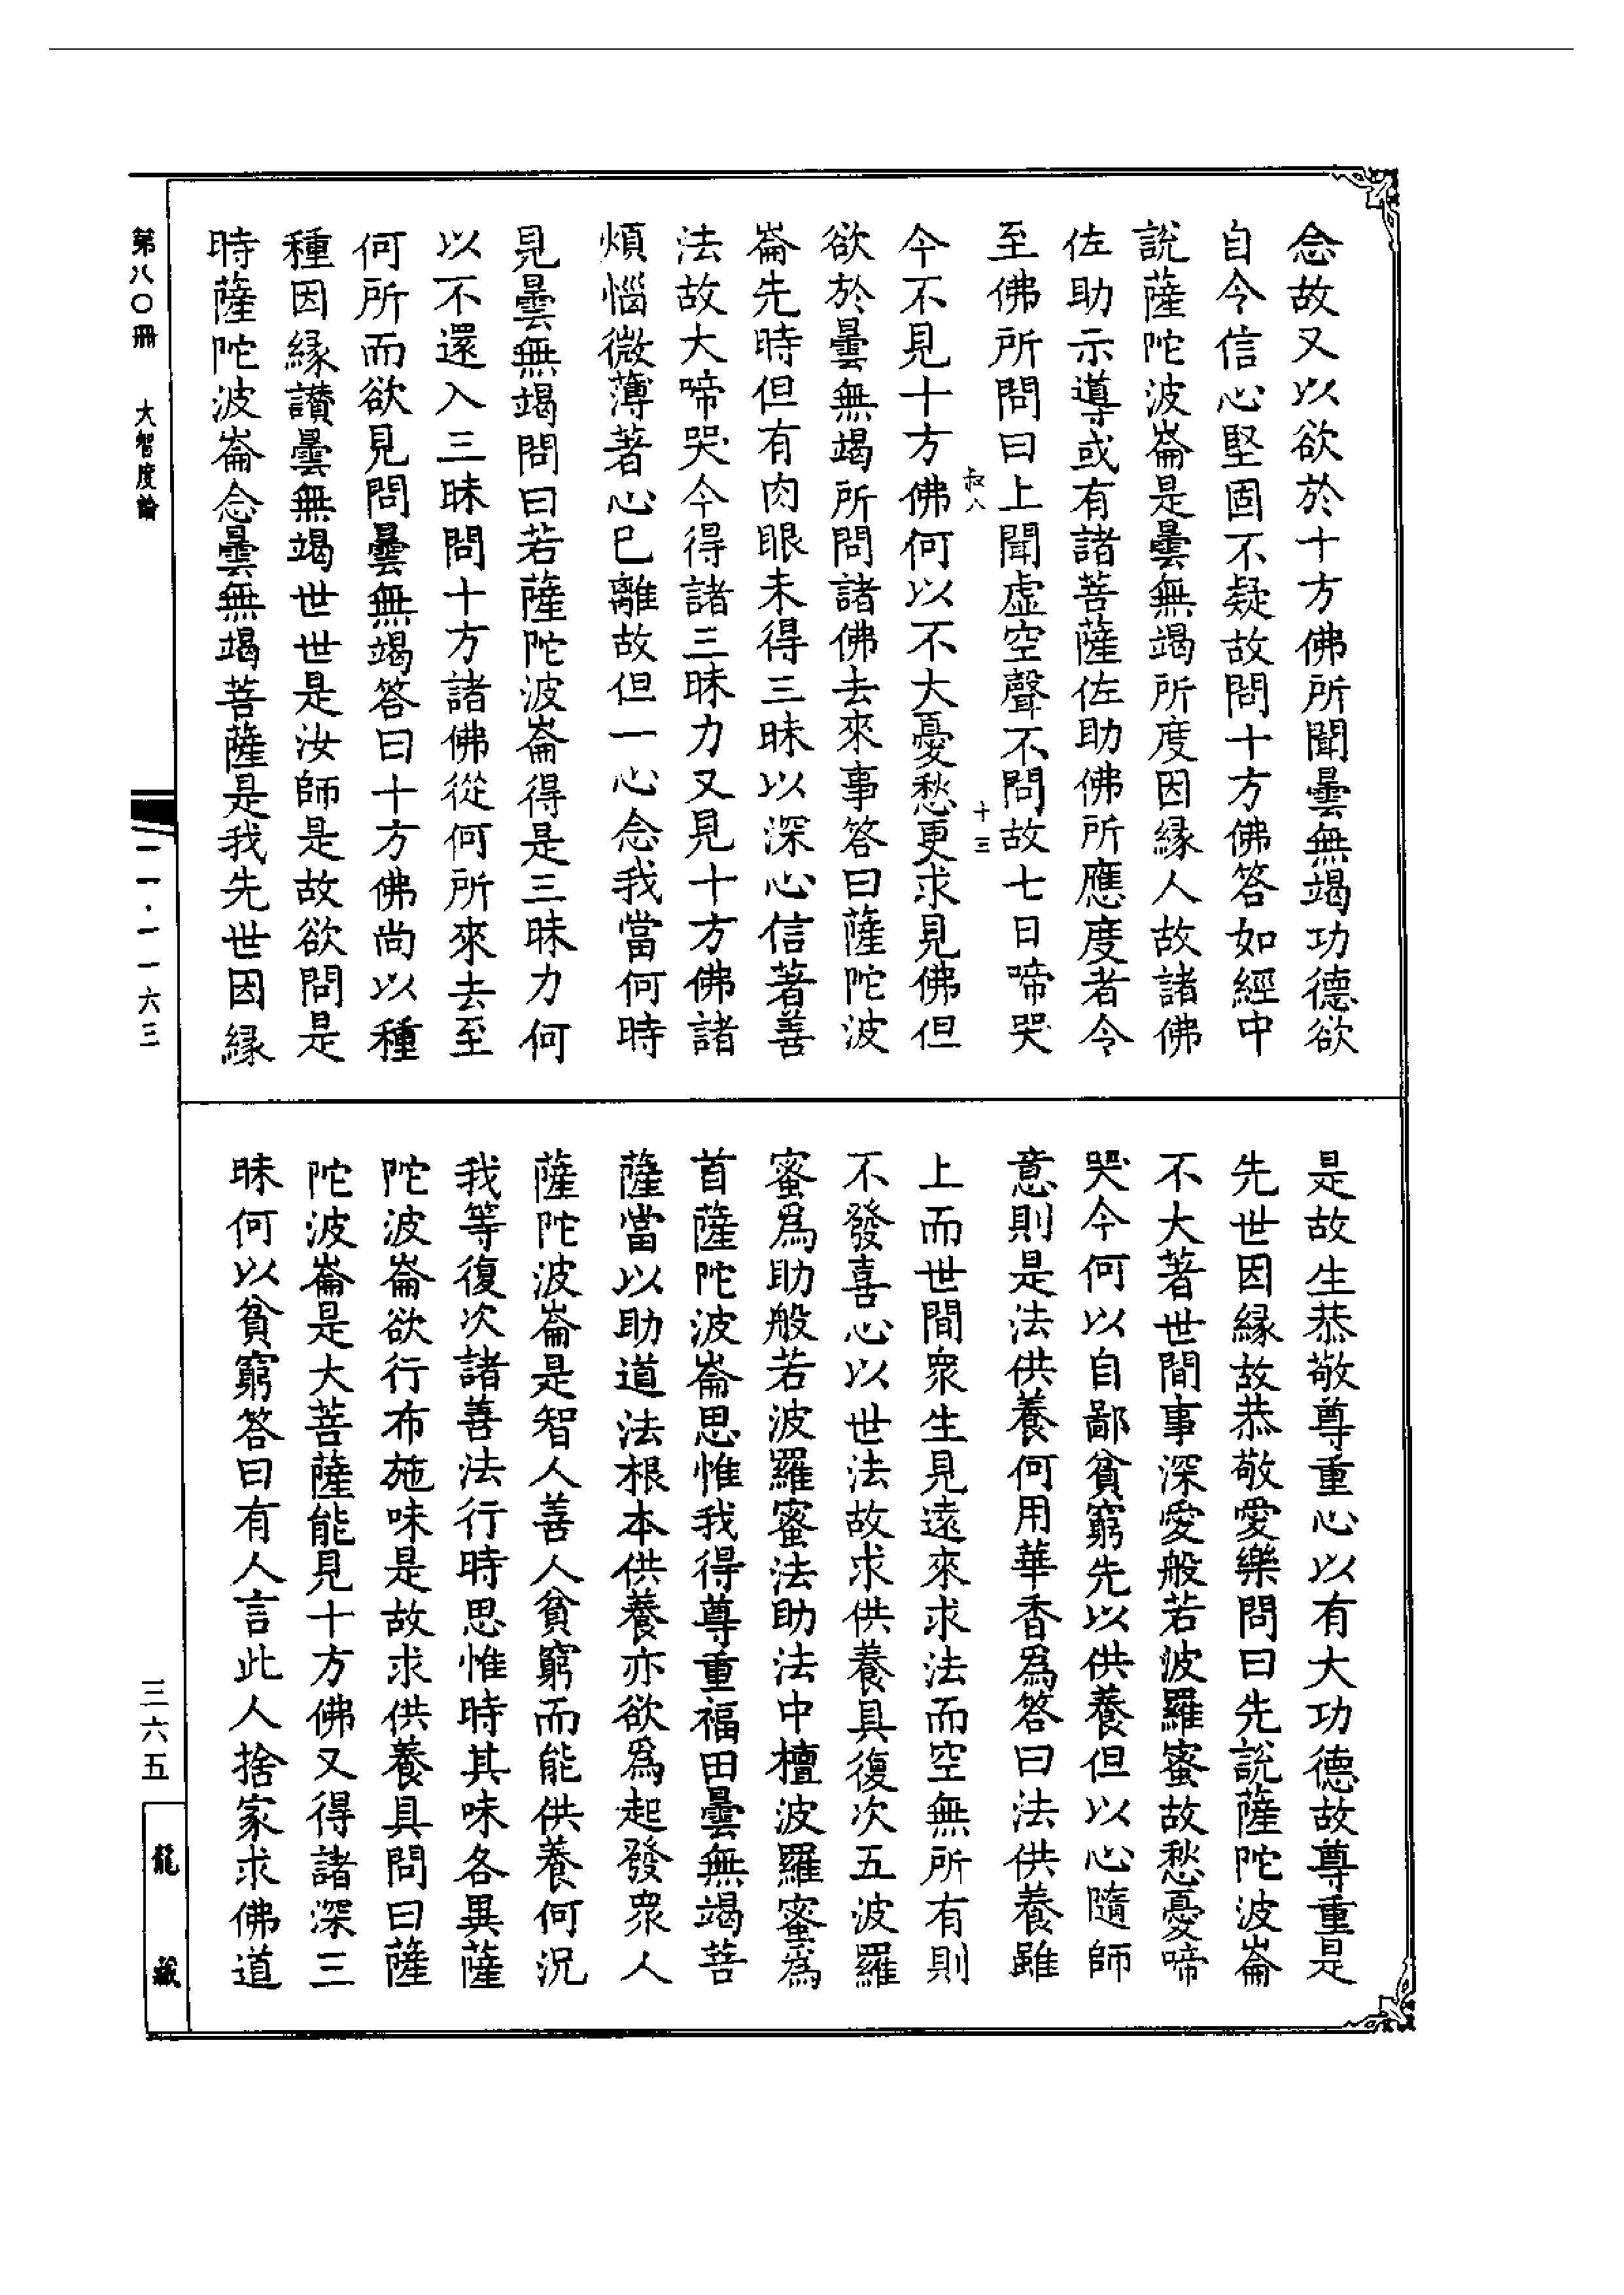 念故又以欲於十方佛所聞曇無竭功德欲
自今信心堅固不疑故問十方佛答如經中
說薩陀波崙是曇無竭所度因緣人故諸佛
佐助示導或有諸菩薩佐助佛所應度者令
至佛所問曰上聞虛空聲不問故七日啼哭
叔八
十三
今不見十方佛何以不大憂愁更求見佛但
欲於曇無竭所問諸佛去來事答曰薩陀波
崙先時但有肉眼未得三昧以深心信著善
法故大啼哭今得諸三昧力又見十方佛諸
煩惱微薄著心已離故但一心念我當何時
見曇無竭問曰若薩陀波崙得是三昧力何
以不還入三昧問十方諸佛從何所來去至
何所而欲見問曇無竭答曰十方佛尚以種
種因緣讚曇無竭世世是汝師是故欲問是
時薩陀波崙念曇無竭菩薩是我先世因緣
是故生恭敬尊重心以有大功德故尊重是
先世因緣故恭敬愛樂問曰先說薩陀波崙
不大著世間事深愛般若波羅蜜故愁憂啼
哭今何以自鄙貧窮先以供養但以心隨師
意則是法供養何用華香為答曰法供養雖
上而世間眾生見遠來求法而空無所有則
不發喜心以世法故求供養具復次五波羅
蜜為助般若波羅蜜法助法中檀波羅蜜為
首薩陀波崙思惟我得尊重福田曇無竭菩
薩當以助道法根本供養亦欲為起發眾人
薩陀波崙是智人善人貧窮而能供養何況
我等復次諸善法行時思惟時其味各異薩
陀波崙欲行布施味是故求供養具問曰薩
陀波崙是大菩薩能見十方佛又得諸深三
昧何以貧窮答曰有人言此人捨家求佛道
第八〇冊 大智度論
一一·一一六三
三六五
龍藏